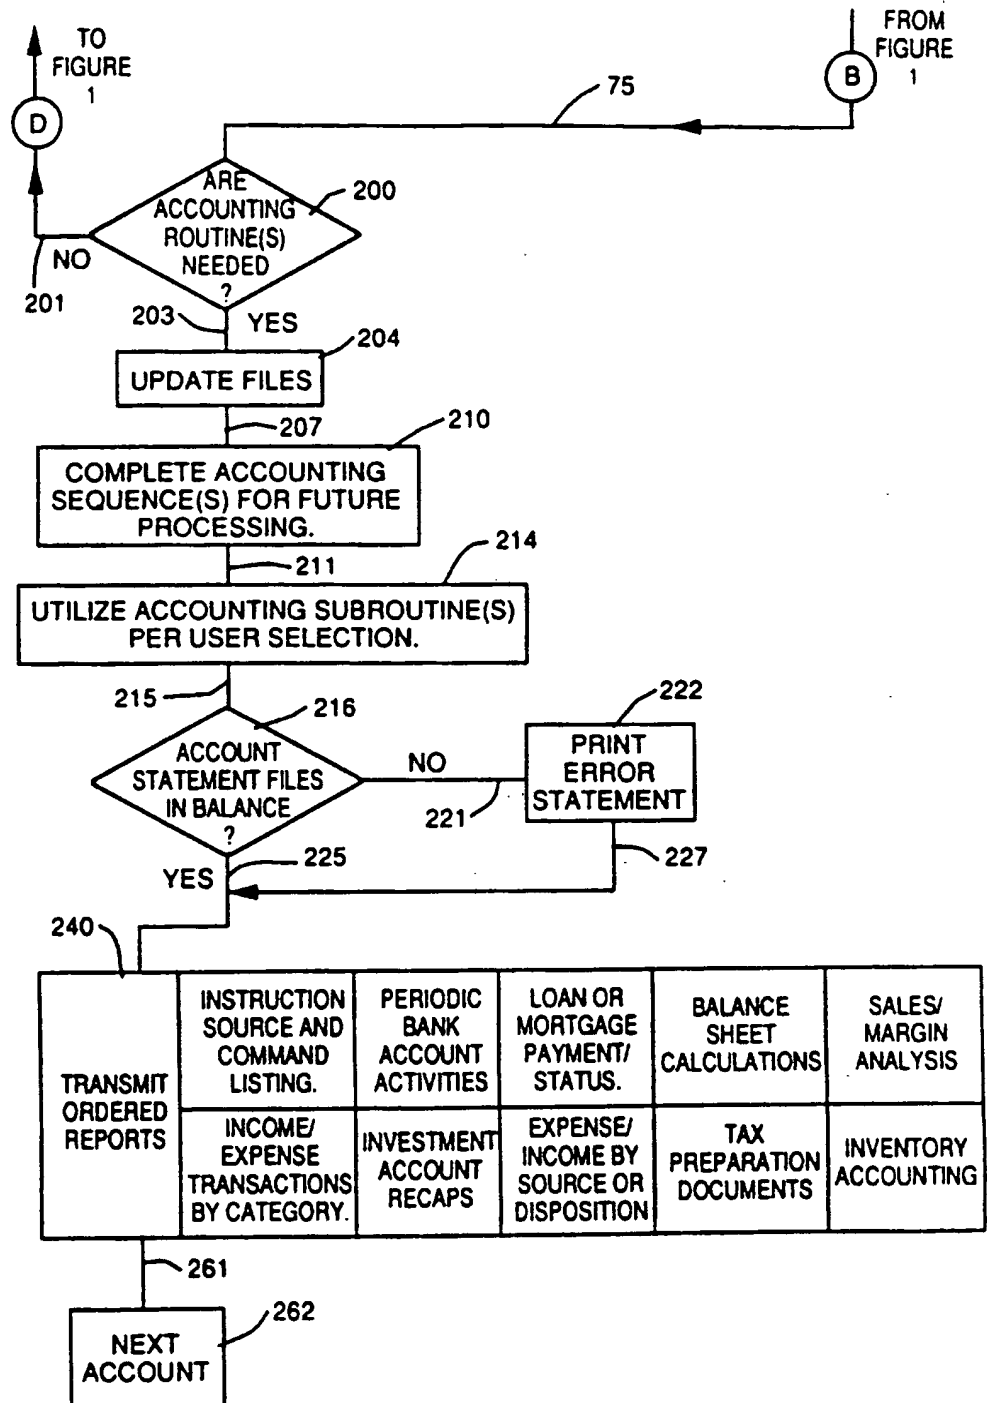 TO
FIGURE
1
FROM
FIGURE
1
D
B
75
ARE
ACCOUNTING
ROUTINE(S)
NEEDED
?
200
NO
201
203
YES
204
UPDATE FILES
207
210
COMPLETE ACCOUNTING
SEQUENCE(S) FOR FUTURE
PROCESSING.
211
214
UTILIZE ACCOUNTING SUBROUTINE(S)
PER USER SELECTION.
215
216
ACCOUNT
STATEMENT FILES
IN BALANCE
?
NO
221
222
PRINT
ERROR
STATEMENT
225
YES
227
240
TRANSMIT
ORDERED
REPORTS
INSTRUCTION
SOURCE AND
COMMAND
LISTING.
PERIODIC
BANK
ACCOUNT
ACTIVITIES
LOAN OR
MORTGAGE
PAYMENT/
STATUS.
BALANCE
SHEET
CALCULATIONS
SALES/
MARGIN
ANALYSIS
INCOME/
EXPENSE
TRANSACTIONS
BY CATEGORY.
INVESTMENT
ACCOUNT
RECAPS
EXPENSE/
INCOME BY
SOURCE OR
DISPOSITION
TAX
PREPARATION
DOCUMENTS
INVENTORY
ACCOUNTING
261
262
NEXT
ACCOUNT